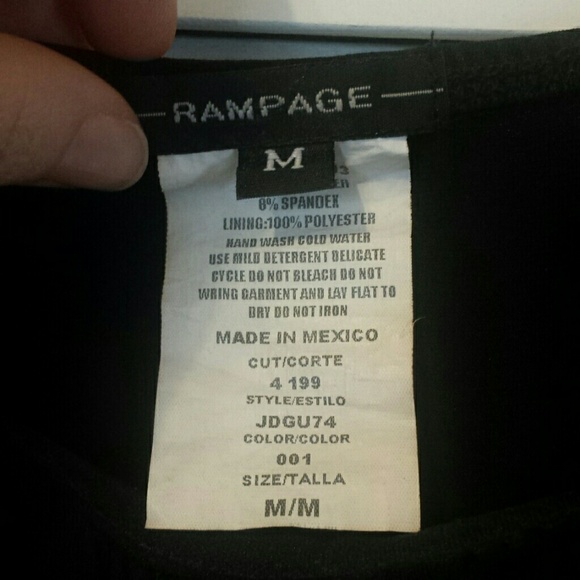 RAMPAGE
M
8% SPANDEX
LINING:100% POLYESTER
HAND WASH COLD WATER
USE MILD DETERGENT DELICATE
CYCLE DO NOT BLEACH DO NOT
WRING GARMENT AND LAY FLAT TO
DRY DO NOT IRON
MADE IN MEXICO
CUT/CORTE
4 199
STYLE/ESTILO
JDGU74
COLOR/COLOR
001
SIZE/TALLA
M/M